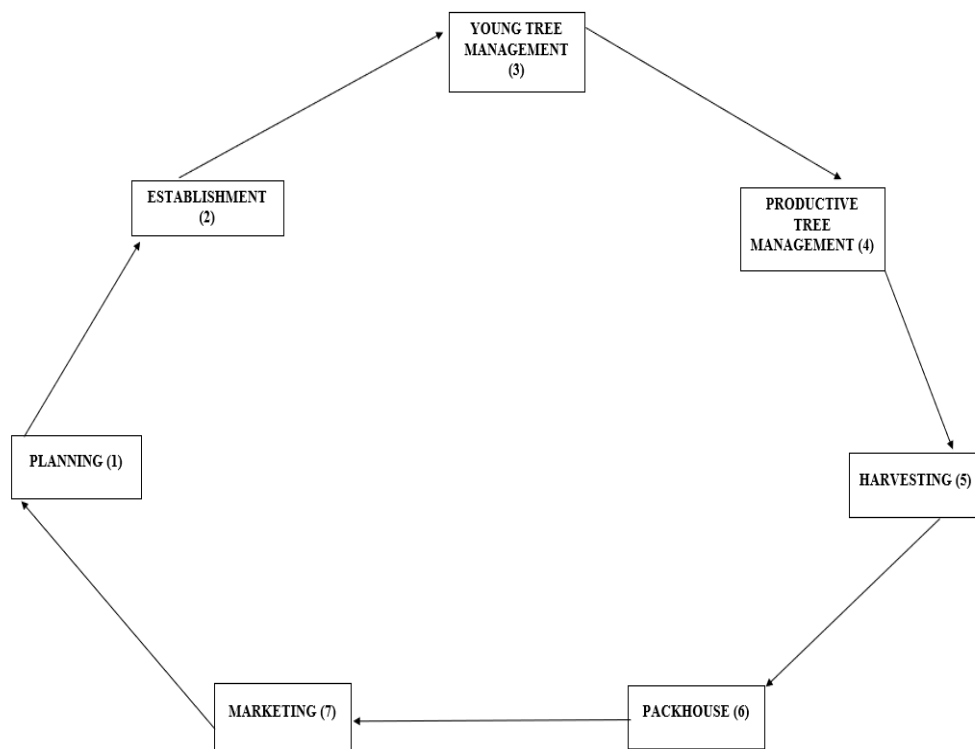 YOUNG TREE
MANAGEMENT
(3)
ESTABLISHMENT
(2)
PRODUCTIVE
TREE
MANAGEMENT (4)
PLANNING (1)
HARVESTING (5)
MARKETING (7)
PACKHOUSE (6)